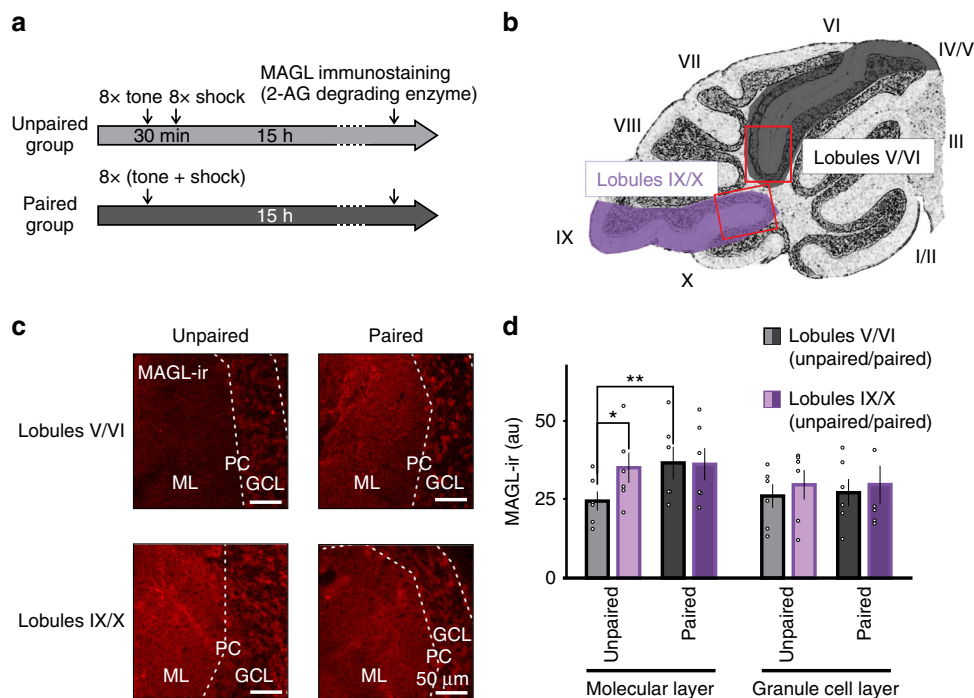 a
8× tone 8× shock
MAGL immunostaining
(2-AG degrading enzyme)
Unpaired
group
30 min 15 h
8× (tone + shock)
Paired
group
15 h
b
VI
IV/V
VII
VIII
III
Lobules V/VI
Lobules IX/X
IX
X
I/II
c
Unpaired Paired
Lobules V/VI
MAGL-ir
ML PC GCL
ML PC GCL
Lobules IX/X
ML PC GCL
ML PC GCL
50 μm
d
Lobules V/VI
(unpaired/paired)
Lobules IX/X
(unpaired/paired)
MAGL-ir (au)
50
25
0
**
*
Unpaired Paired Unpaired Paired
Molecular layer Granule cell layer